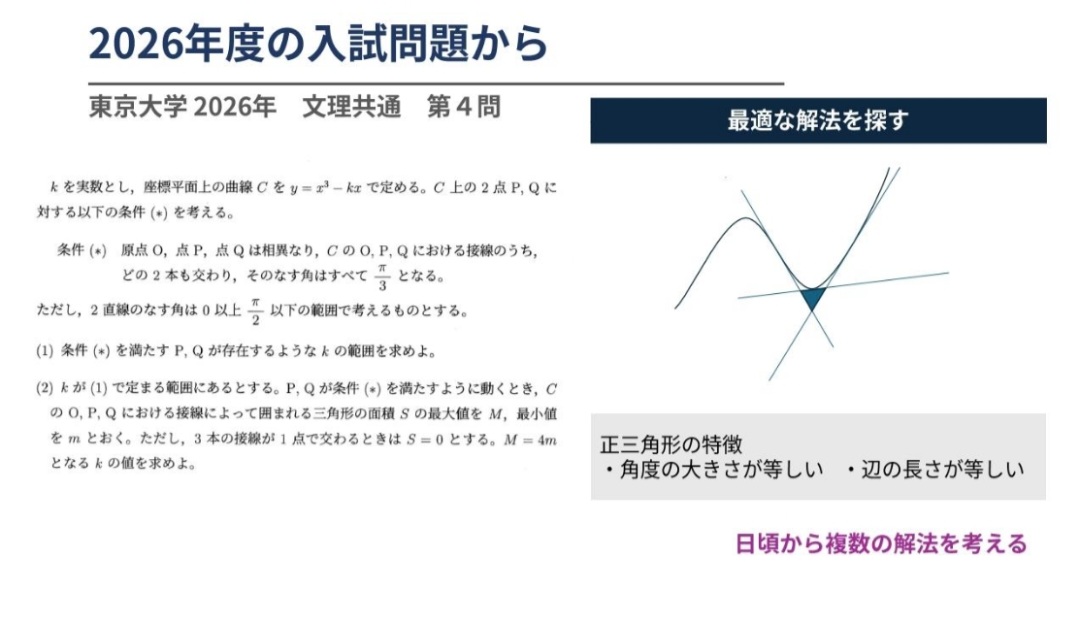 2026年度の入試問題から
東京大学 2026年　文理共通　第４問
k を実数とし，座標平面上の曲線 C を y = x³ − kx で定める。C 上の 2 点 P, Q に
対する以下の条件 (∗) を考える。
条件 (∗)　原点 O，点 P，点 Q は相異なり，C の O, P, Q における接線のうち，
どの 2 本も交わり，そのなす角はすべて π/3 となる。
ただし，2 直線のなす角は 0 以上 π/2 以下の範囲で考えるものとする。
(1) 条件 (∗) を満たす P, Q が存在するような k の範囲を求めよ。
(2) k が (1) で定まる範囲にあるとする。P, Q が条件 (∗) を満たすように動くとき，C
の O, P, Q における接線によって囲まれる三角形の面積 S の最大値を M，最小値
を m とおく。ただし，3 本の接線が 1 点で交わるときは S = 0 とする。M = 4m
となる k の値を求めよ。
最適な解法を探す
正三角形の特徴
・角度の大きさが等しい　・辺の長さが等しい
日頃から複数の解法を考える